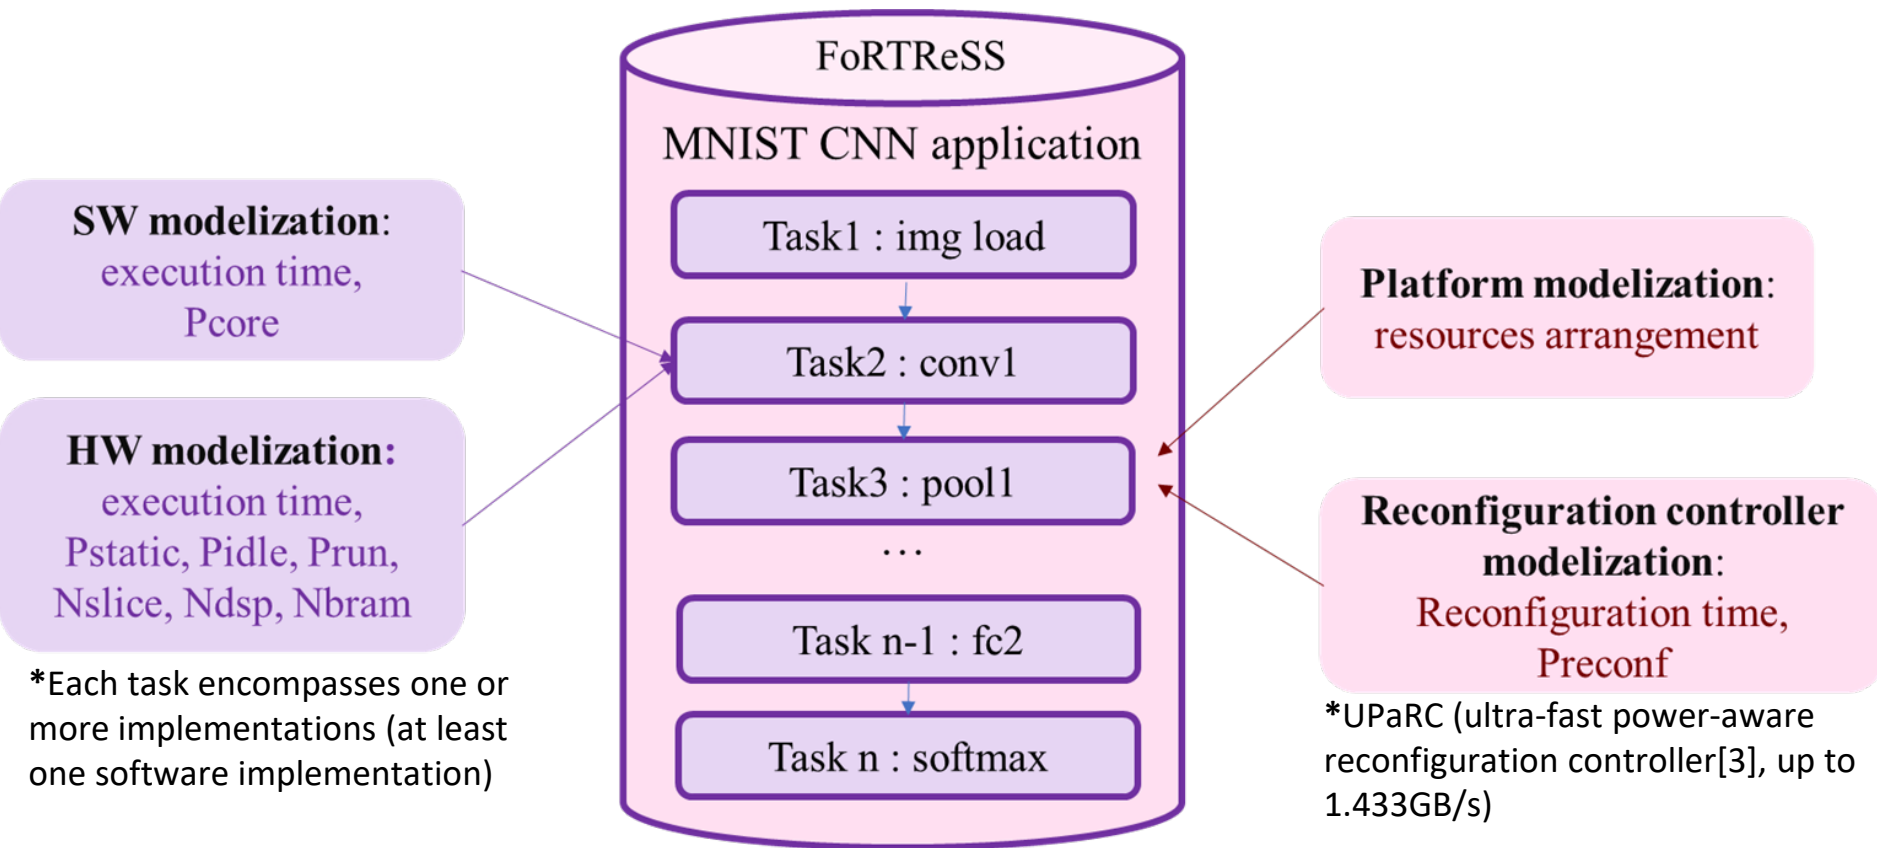 FoRTReSS
MNIST CNN application
Task1 : img load
Task2 : conv1
Task3 : pool1
...
Task n-1 : fc2
Task n : softmax
SW modelization:
execution time,
Pcore
HW modelization:
execution time,
Pstatic, Pidle, Prun,
Nslice, Ndsp, Nbram
*Each task encompasses one or
more implementations (at least
one software implementation)
Platform modelization:
resources arrangement
Reconfiguration controller
modelization:
Reconfiguration time,
Preconf
*UPaRC (ultra-fast power-aware
reconfiguration controller[3], up to
1.433GB/s)